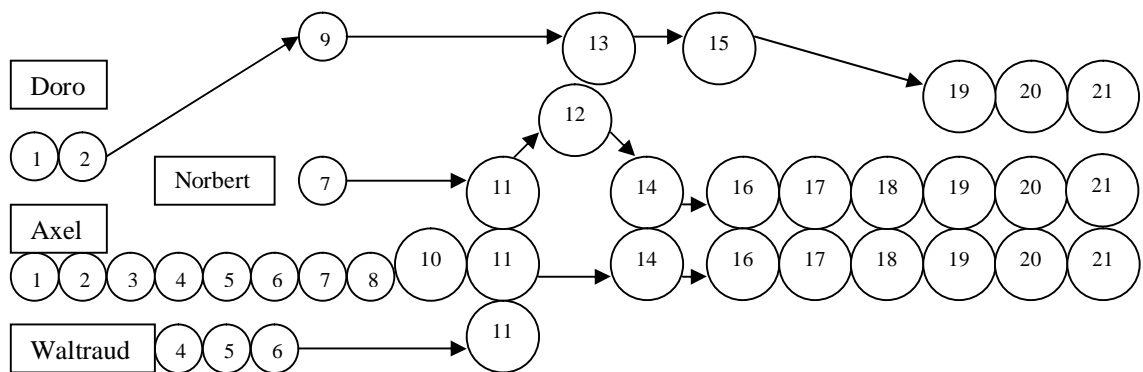 9 13 15
Doro 19 20 21
12
1 2
Norbert 7 11 14 16 17 18 19 20 21
Axel
1 2 3 4 5 6 7 8 10 11 14 16 17 18 19 20 21
Waltraud 4 5 6 11